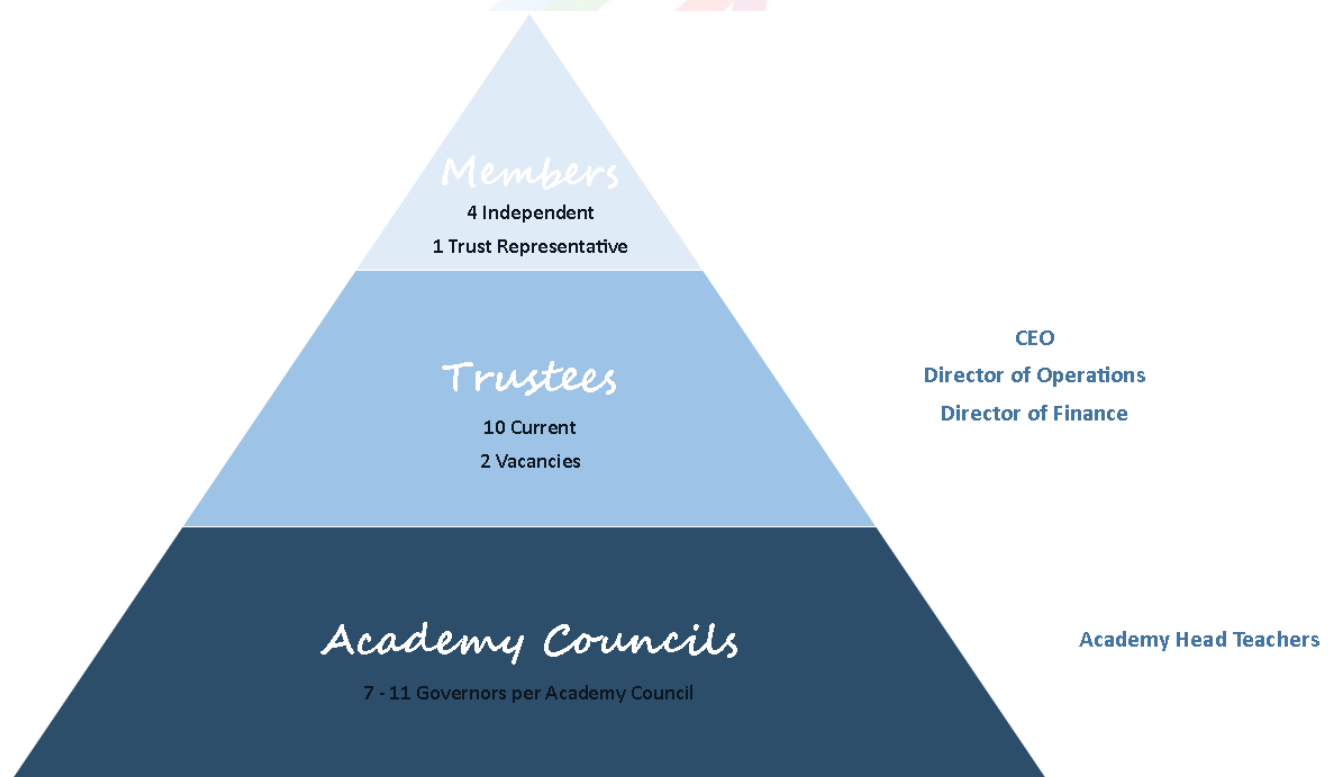 Members
4 Independent
1 Trust Representative
Trustees
10 Current
2 Vacancies
CEO
Director of Operations
Director of Finance
Academy Councils
7 - 11 Governors per Academy Council
Academy Head Teachers